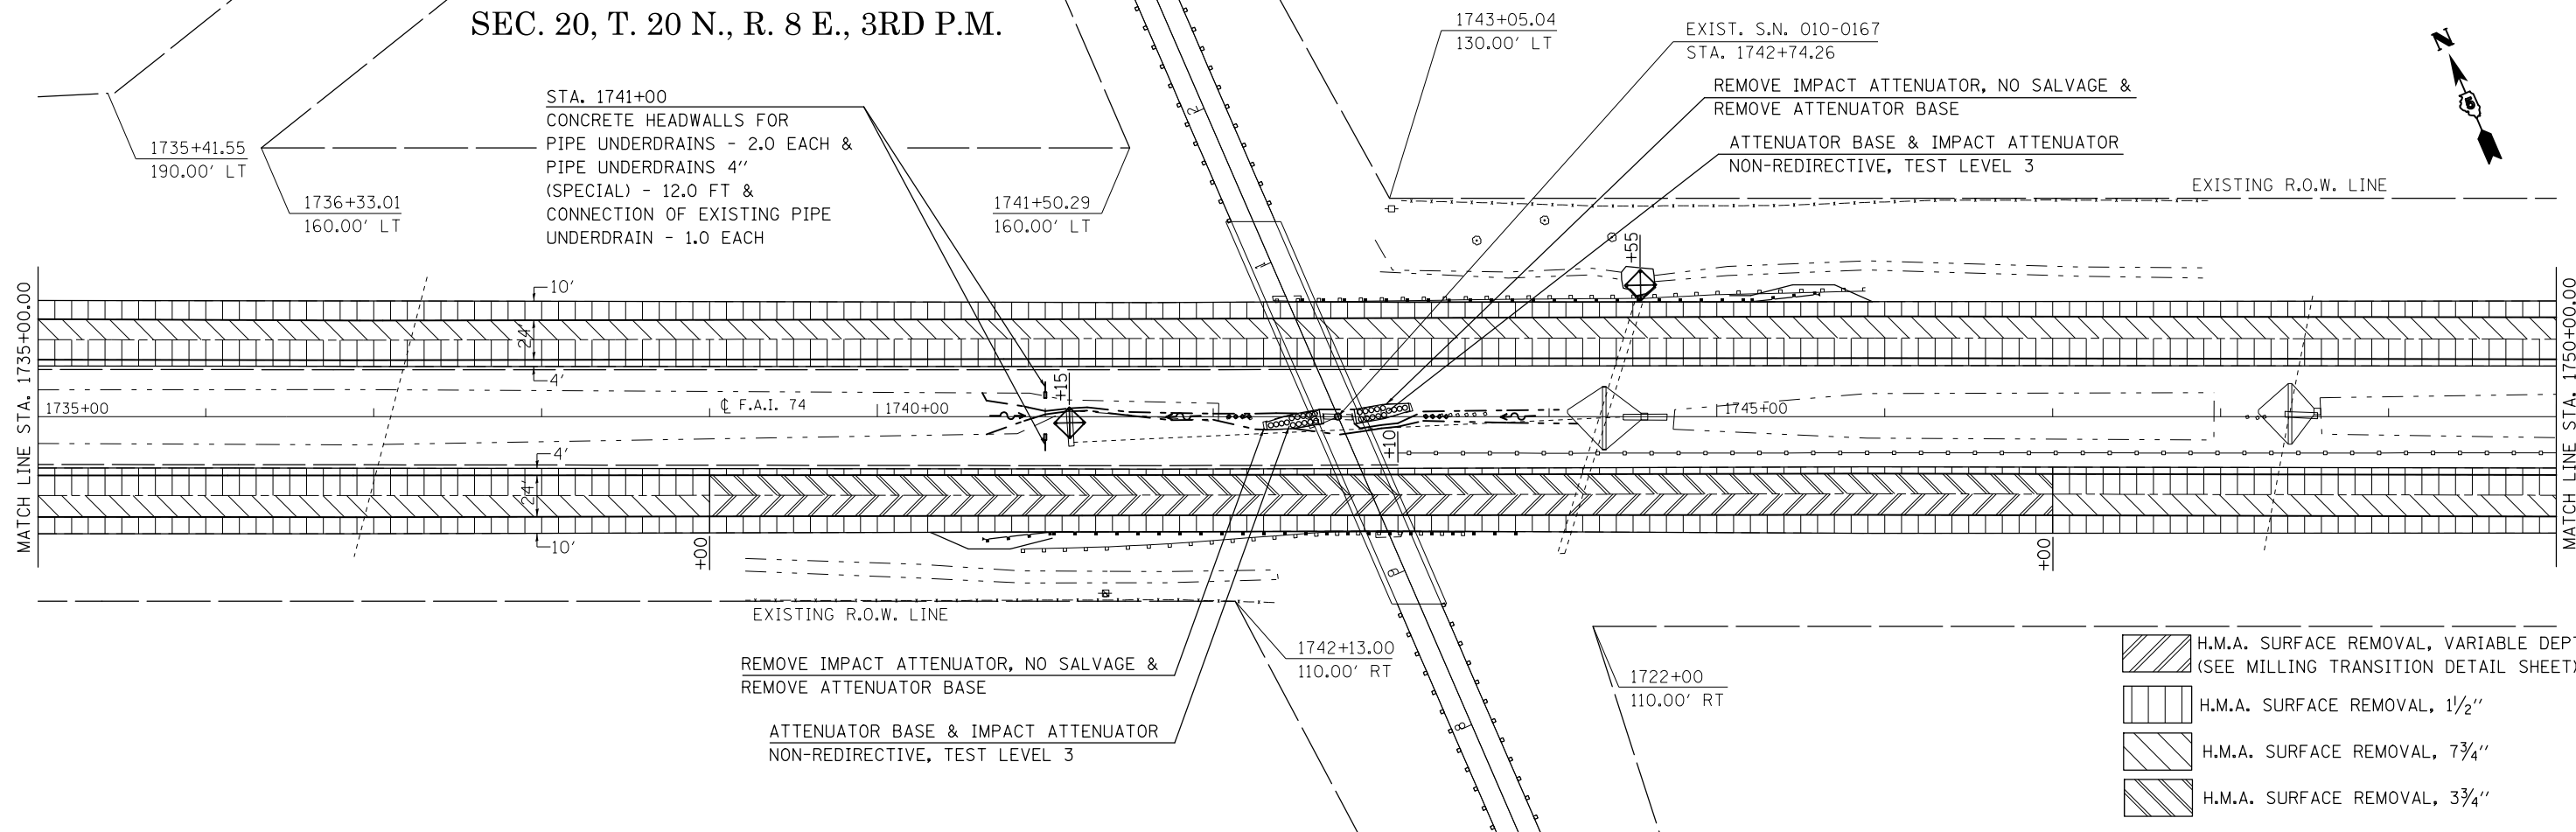 SEC. 20, T. 20 N., R. 8 E., 3RD P.M.
1735+41.55
190.00' LT
1736+33.01
160.00' LT
STA. 1741+00
CONCRETE HEADWALLS FOR
PIPE UNDERDRAINS - 2.0 EACH &
PIPE UNDERDRAINS 4"
(SPECIAL) - 12.0 FT &
CONNECTION OF EXISTING PIPE
UNDERDRAIN - 1.0 EACH
1741+50.29
160.00' LT
1743+05.04
130.00' LT
EXIST. S.N. 010-0167
STA. 1742+74.26
REMOVE IMPACT ATTENUATOR, NO SALVAGE &
REMOVE ATTENUATOR BASE
ATTENUATOR BASE & IMPACT ATTENUATOR
NON-REDIRECTIVE, TEST LEVEL 3
EXISTING R.O.W. LINE
N
5
MATCH LINE STA. 1735+00.00
10'
24'
4'
1735+00
℄ F.A.I. 74
1740+00
+15
+55
1745+00
+10
4'
24'
10'
+00
+00
7
1
9
8
MATCH LINE STA. 1750+00.00
EXISTING R.O.W. LINE
REMOVE IMPACT ATTENUATOR, NO SALVAGE &
REMOVE ATTENUATOR BASE
ATTENUATOR BASE & IMPACT ATTENUATOR
NON-REDIRECTIVE, TEST LEVEL 3
1742+13.00
110.00' RT
1722+00
110.00' RT
H.M.A. SURFACE REMOVAL, VARIABLE DEPT
(SEE MILLING TRANSITION DETAIL SHEET)
H.M.A. SURFACE REMOVAL, 1½"
H.M.A. SURFACE REMOVAL, 7¾"
H.M.A. SURFACE REMOVAL, 3¾"